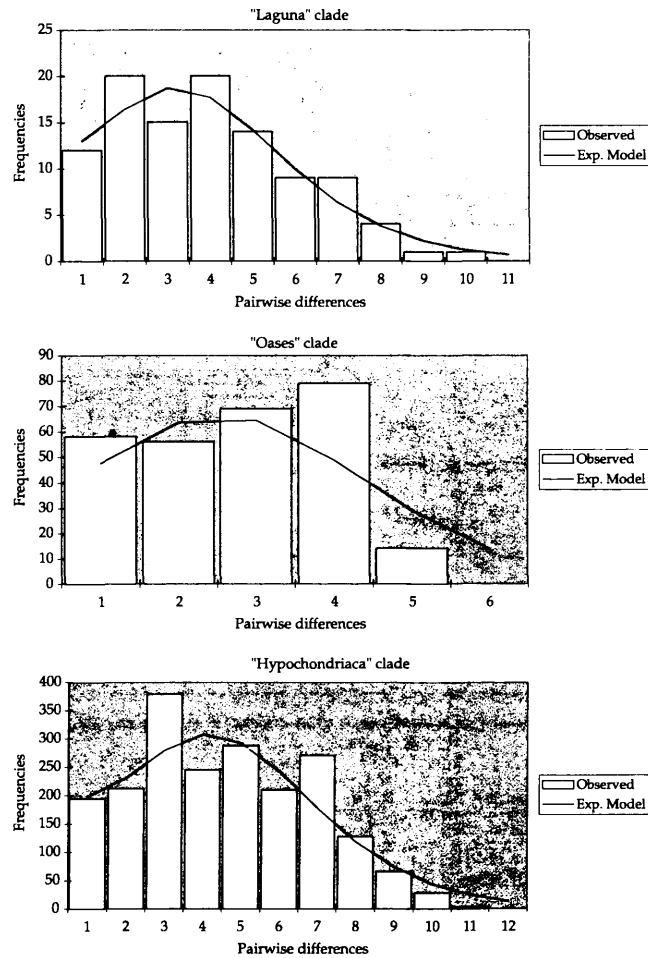 "Laguna" clade
25
20
15
10
5
0
Frequencies
1 2 3 4 5 6 7 8 9 10 11
Pairwise differences
Observed
Exp. Model
"Oases" clade
90
80
70
60
50
40
30
20
10
0
Frequencies
1 2 3 4 5 6
Pairwise differences
Observed
Exp. Model
"Hypochondriaca" clade
400
350
300
250
200
150
100
50
0
Frequencies
1 2 3 4 5 6 7 8 9 10 11 12
Pairwise differences
Observed
Exp. Model